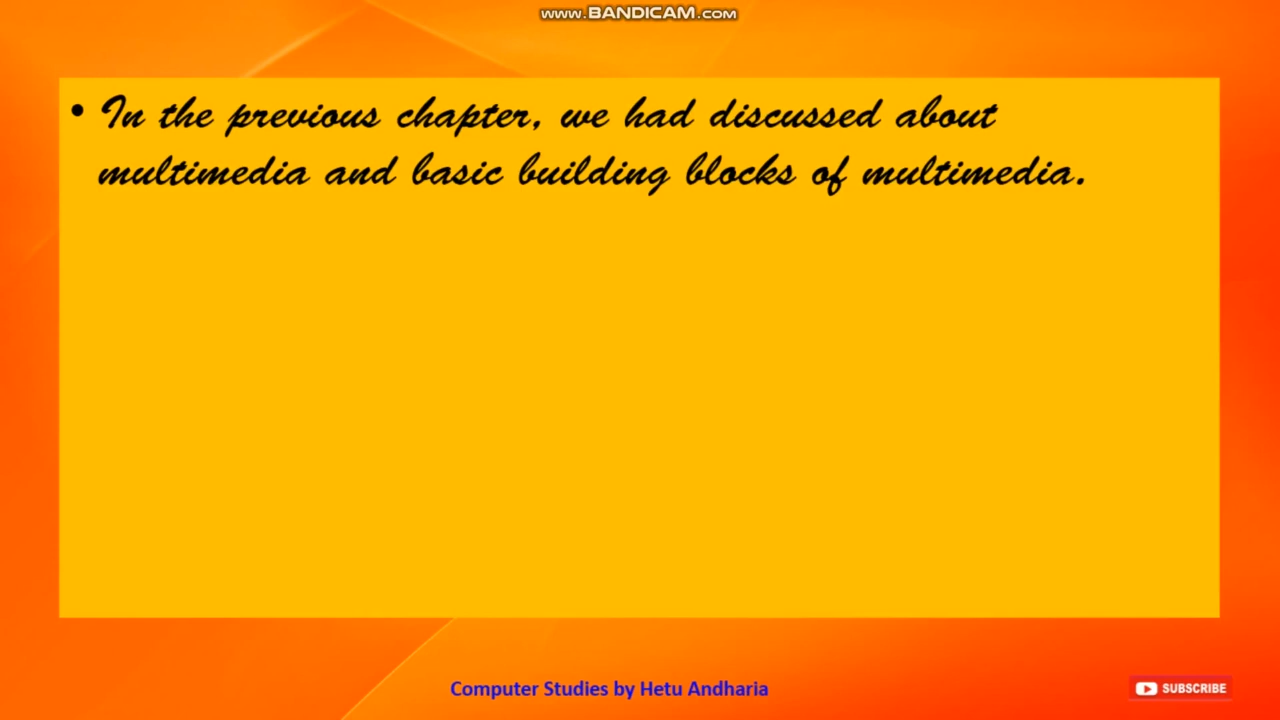 www.BANDICAM.com
• In the previous chapter, we had discussed about
multimedia and basic building blocks of multimedia.
Computer Studies by Hetu Andharia
SUBSCRIBE